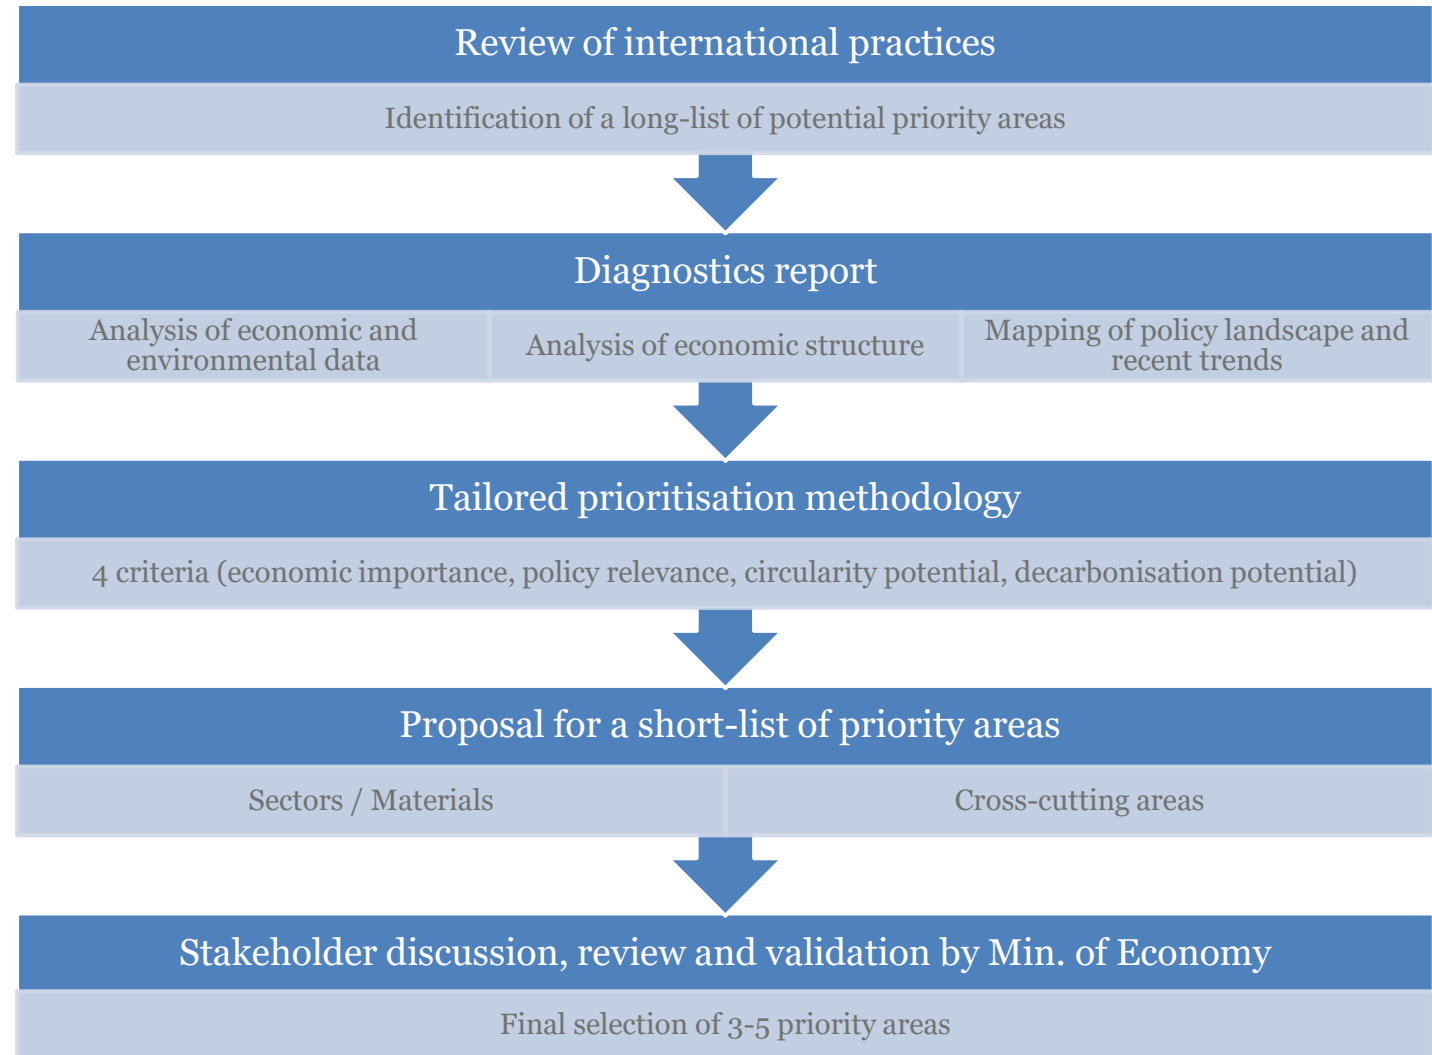 Review of international practices
Identification of a long-list of potential priority areas
Diagnostics report
Analysis of economic and
environmental data
Analysis of economic structure
Mapping of policy landscape and
recent trends
Tailored prioritisation methodology
4 criteria (economic importance, policy relevance, circularity potential, decarbonisation potential)
Proposal for a short-list of priority areas
Sectors / Materials
Cross-cutting areas
Stakeholder discussion, review and validation by Min. of Economy
Final selection of 3-5 priority areas